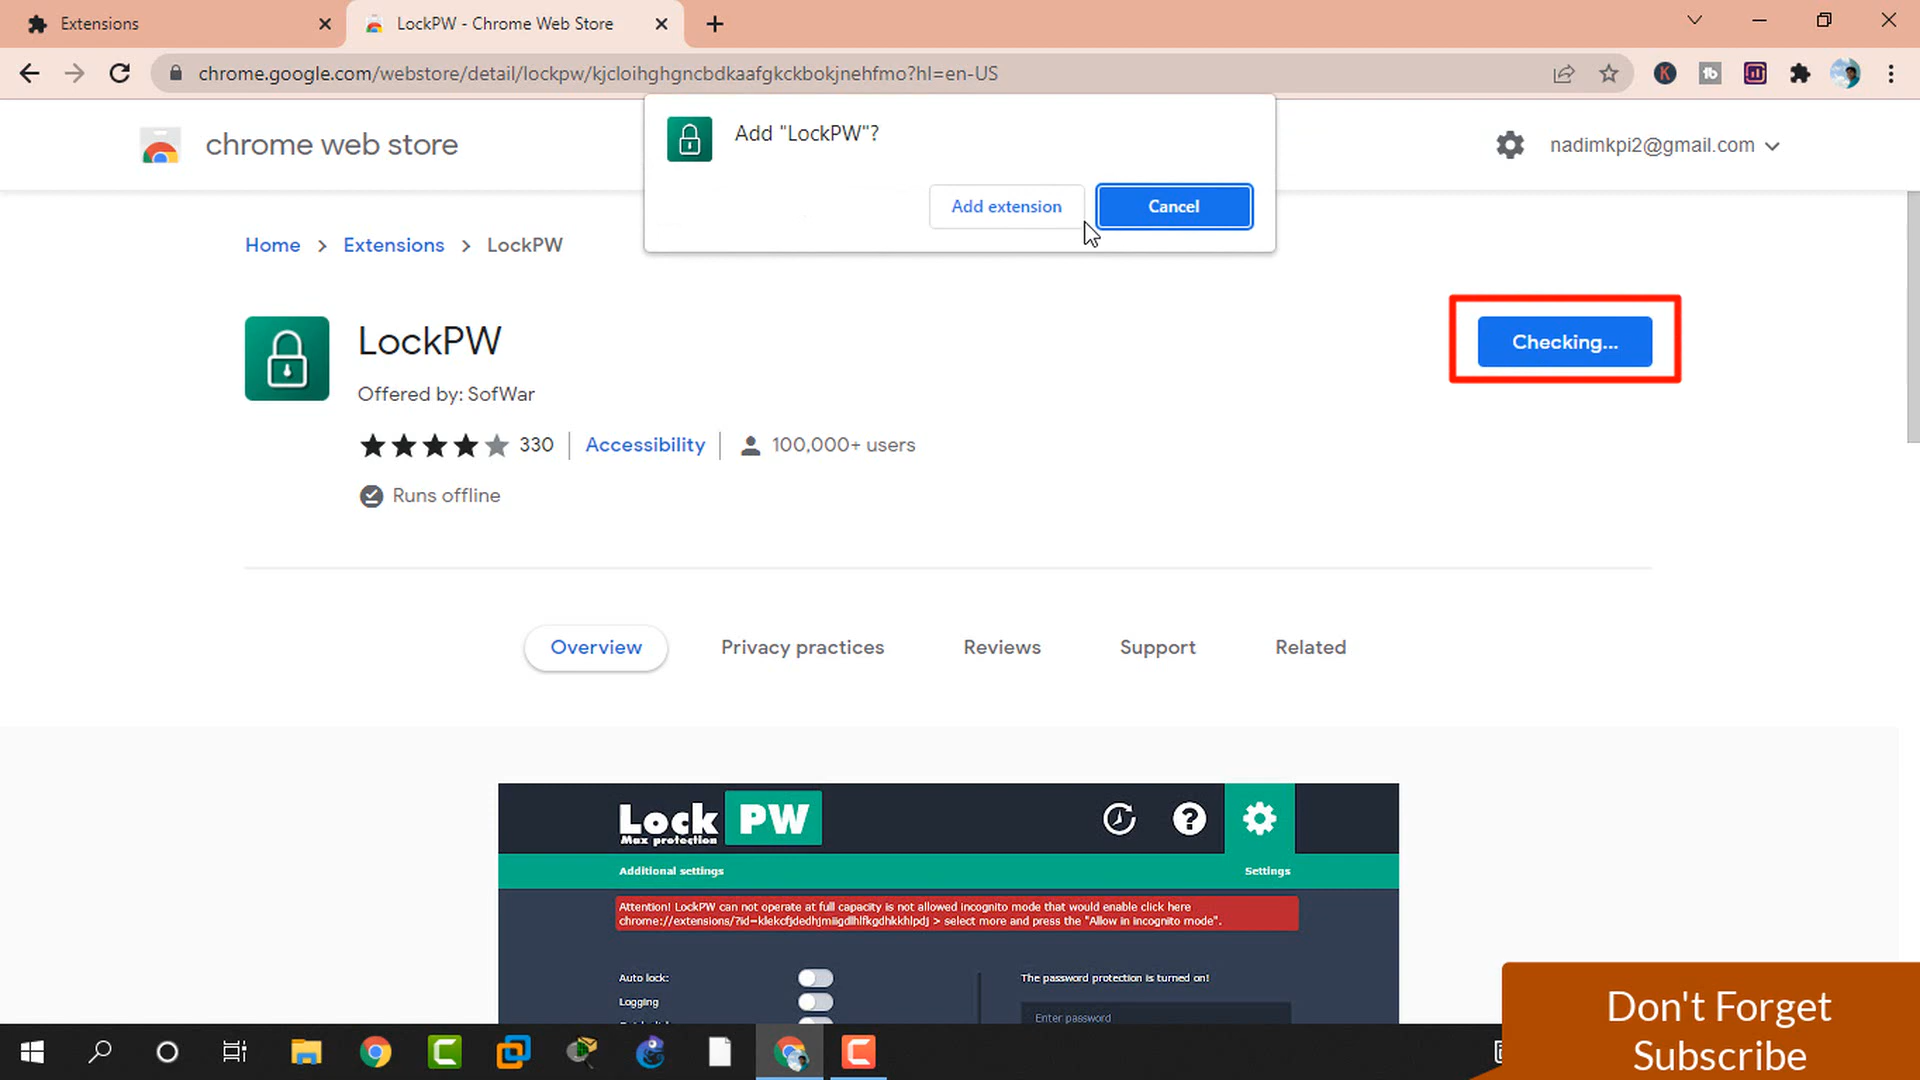 Extensions
LockPW - Chrome Web Store
chrome.google.com/webstore/detail/lockpw/kjcloihghgncbdkaafgkckbokjnehfmo?hl=en-US
K
tb
Add "LockPW"?
Add extension
Cancel
chrome web store
nadimkpi2@gmail.com
Home > Extensions > LockPW
LockPW
Checking...
Offered by: SofWar
330
Accessibility
100,000+ users
Runs offline
Overview
Privacy practices
Reviews
Support
Related
Lock PW
Max protection
Additional settings
Settings
Attention! LockPW can not operate at full capacity is not allowed incognito mode that would enable click here
chrome://extensions/?id=klekcfjdedhjmiigdlhlfkgdhkkhlpdj > select more and press the "Allow in incognito mode".
Auto lock:
The password protection is turned on!
Logging
Enter password
Don't Forget
Subscribe